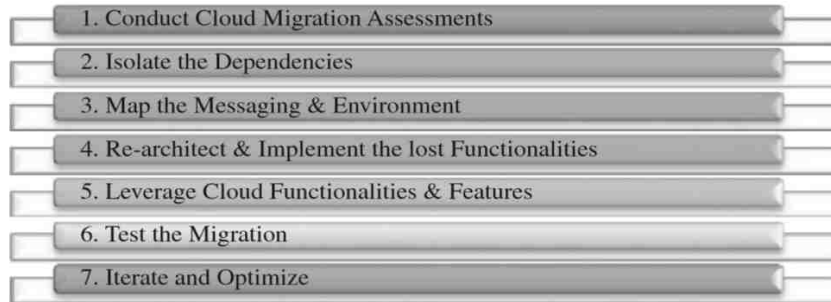 1. Conduct Cloud Migration Assessments
2. Isolate the Dependencies
3. Map the Messaging & Environment
4. Re-architect & Implement the lost Functionalities
5. Leverage Cloud Functionalities & Features
6. Test the Migration
7. Iterate and Optimize